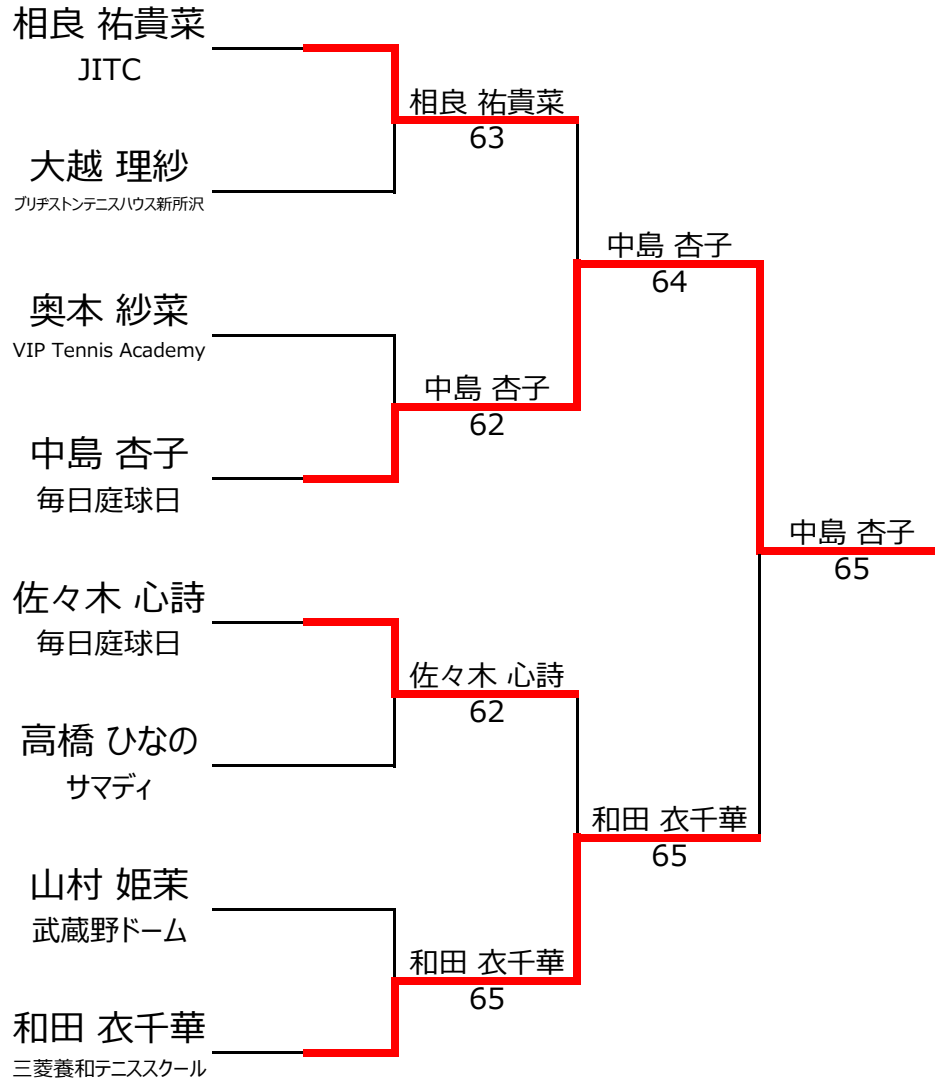 相良 祐貴菜
JITC
相良 祐貴菜
63
大越 理紗
ブリヂストンテニスハウス新所沢
中島 杏子
64
奥本 紗菜
VIP Tennis Academy
中島 杏子
62
中島 杏子
毎日庭球日
中島 杏子
65
佐々木 心詩
毎日庭球日
佐々木 心詩
62
高橋 ひなの
サマディ
和田 衣千華
65
山村 姫茉
武蔵野ドーム
和田 衣千華
65
和田 衣千華
三菱養和テニススクール